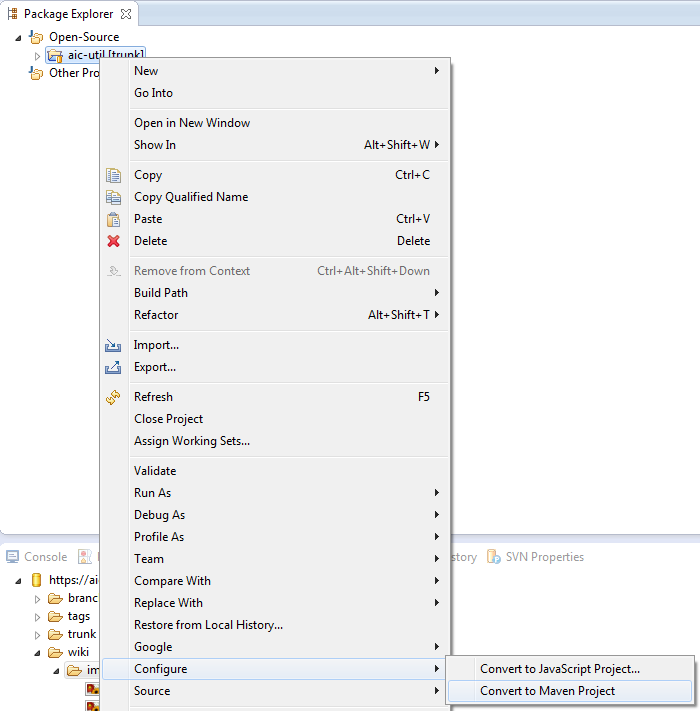 Package Explorer
Open-Source
aic-util [trunk]
Other Pro
New
Go Into
Open in New Window
Show In Alt+Shift+W
Copy Ctrl+C
Copy Qualified Name
Paste Ctrl+V
Delete Delete
Remove from Context Ctrl+Alt+Shift+Down
Build Path
Refactor Alt+Shift+T
Import...
Export...
Refresh F5
Close Project
Assign Working Sets...
Validate
Run As
Debug As
Profile As
Team
Compare With
Replace With
Restore from Local History...
Google
Configure
Source
Convert to JavaScript Project...
Convert to Maven Project
Console story SVN Properties
https://ai
branc
tags
trunk
wiki
im